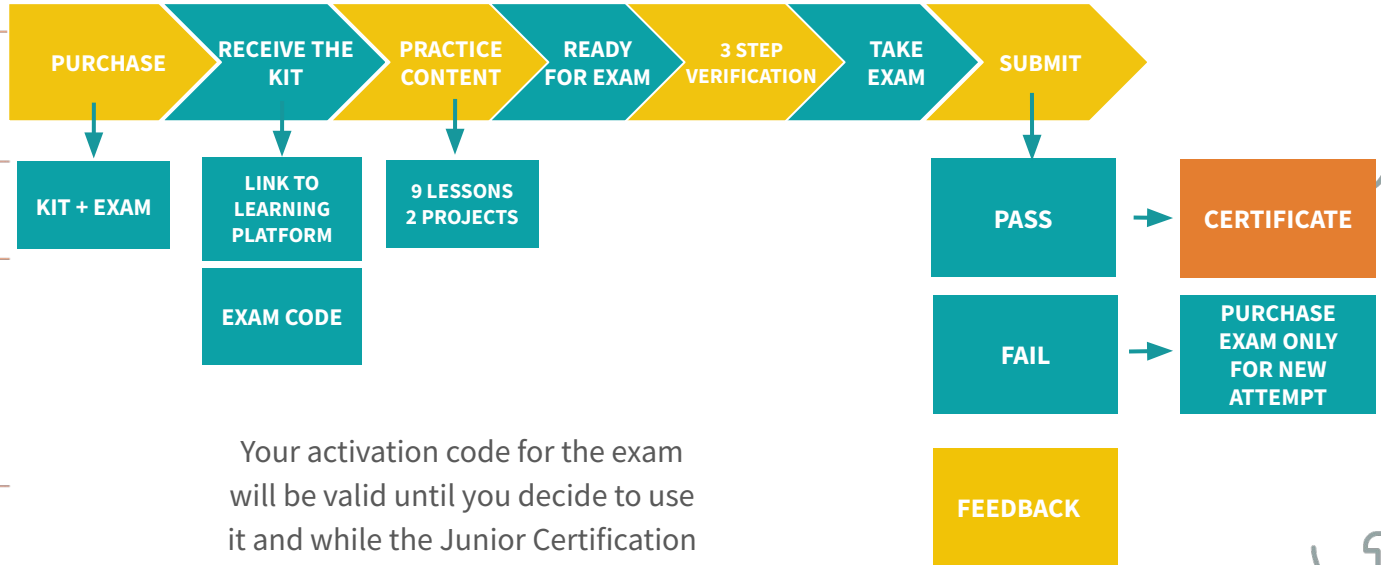 PURCHASE
RECEIVE THE
KIT
PRACTICE
CONTENT
READY
FOR EXAM
3 STEP
VERIFICATION
TAKE
EXAM
SUBMIT
KIT + EXAM
LINK TO
LEARNING
PLATFORM
EXAM CODE
9 LESSONS
2 PROJECTS
PASS
CERTIFICATE
FAIL
PURCHASE
EXAM ONLY
FOR NEW
ATTEMPT
FEEDBACK
Your activation code for the exam
will be valid until you decide to use
it and while the Junior Certification